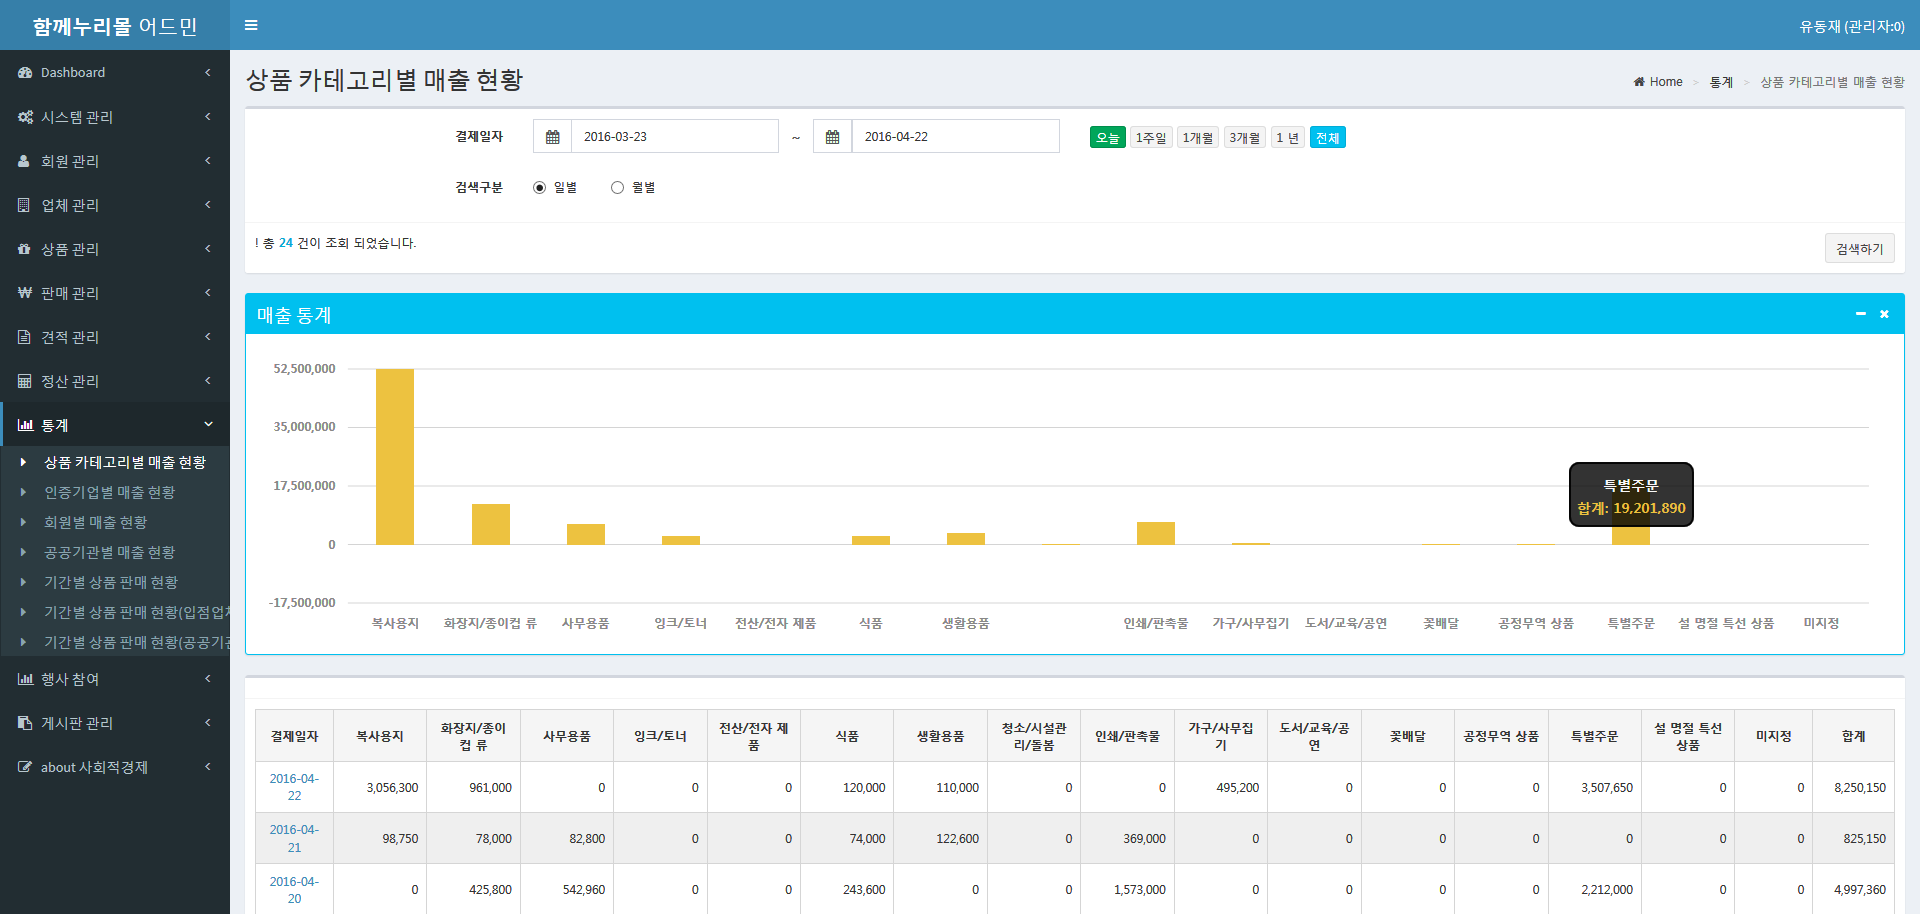 함께누리몰 어드민
유동재 (관리자:0)
Dashboard
시스템 관리
회원 관리
업체 관리
상품 관리
판매 관리
견적 관리
정산 관리
통계
상품 카테고리별 매출 현황
인증기업별 매출 현황
회원별 매출 현황
공공기관별 매출 현황
기간별 상품 판매 현황
기간별 상품 판매 현황(입점업
기간별 상품 판매 현황(공공기
행사 참여
게시판 관리
about 사회적경제
상품 카테고리별 매출 현황
Home > 통계 > 상품 카테고리별 매출 현황
결제일자 2016-03-23 ~ 2016-04-22 오늘 1주일 1개월 3개월 1 년 전체
검색구분 일별 월별
! 총 24 건이 조회 되었습니다.
검색하기
매출 통계
52,500,000
35,000,000
17,500,000
0
-17,500,000
특별주문
합계: 19,201,890
복사용지 화장지/종이컵 류 사무용품 잉크/토너 전산/전자 제품 식품 생활용품 인쇄/판촉물 가구/사무집기 도서/교육/공연 꽃배달 공정무역 상품 특별주문 설 명절 특선 상품 미지정
결제일자 복사용지 화장지/종이컵 류 사무용품 잉크/토너 전산/전자 제품 식품 생활용품 청소/시설관리/돌봄 인쇄/판촉물 가구/사무집기 도서/교육/공연 꽃배달 공정무역 상품 특별주문 설 명절 특선 상품 미지정 합계
2016-04-22 3,056,300 961,000 0 0 0 120,000 110,000 0 0 495,200 0 0 0 3,507,650 0 0 8,250,150
2016-04-21 98,750 78,000 82,800 0 0 74,000 122,600 0 369,000 0 0 0 0 0 0 0 825,150
2016-04-20 0 425,800 542,960 0 0 243,600 0 0 1,573,000 0 0 0 0 2,212,000 0 0 4,997,360